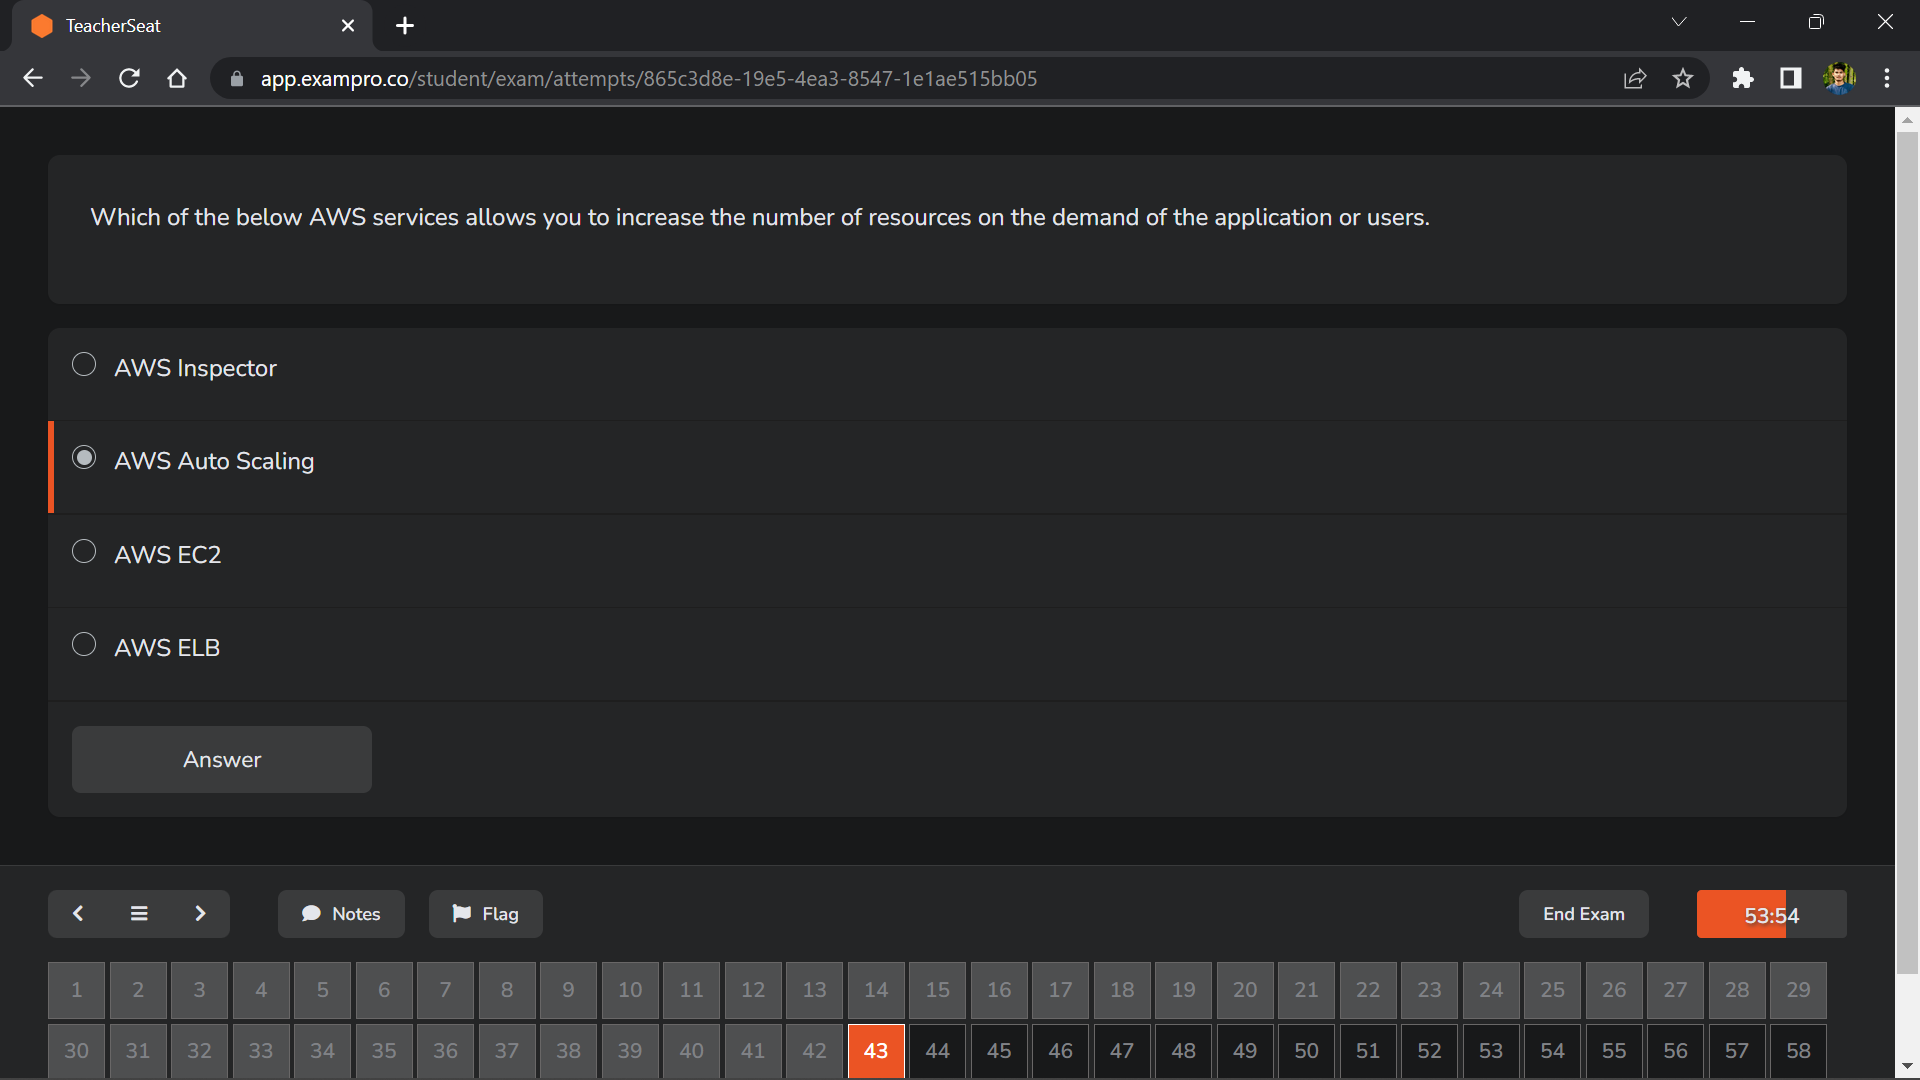 TeacherSeat
app.exampro.co/student/exam/attempts/865c3d8e-19e5-4ea3-8547-1e1ae515bb05
Which of the below AWS services allows you to increase the number of resources on the demand of the application or users.
AWS Inspector
AWS Auto Scaling
AWS EC2
AWS ELB
Answer
Notes Flag End Exam 53:54
1 2 3 4 5 6 7 8 9 10 11 12 13 14 15 16 17 18 19 20 21 22 23 24 25 26 27 28 29
30 31 32 33 34 35 36 37 38 39 40 41 42 43 44 45 46 47 48 49 50 51 52 53 54 55 56 57 58